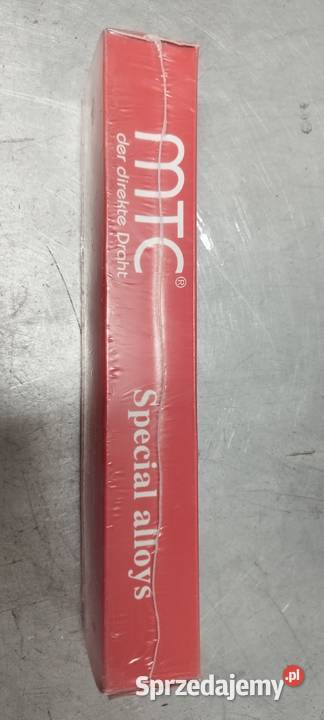 MTC®
der direkte Draht
Special alloys
Sprzedajemy.pl